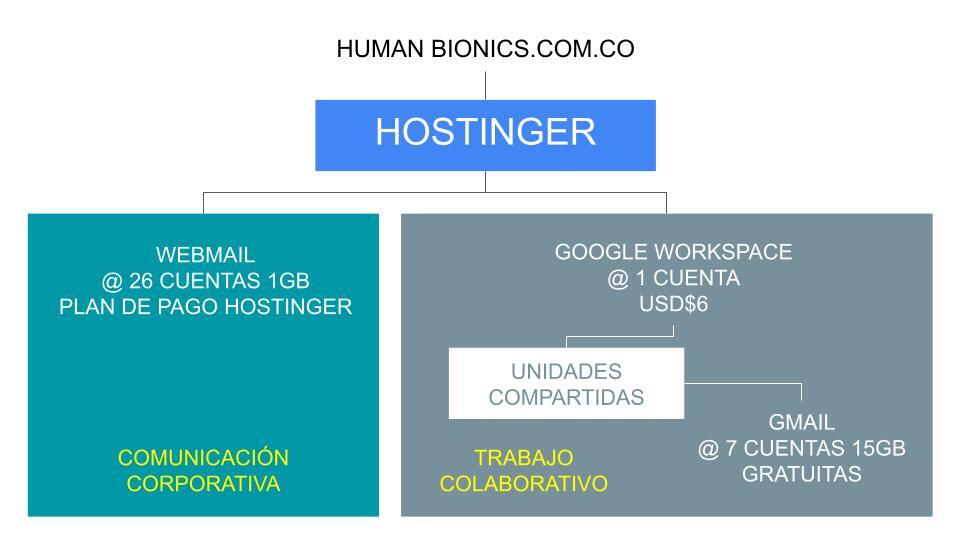 HUMAN BIONICS.COM.CO
HOSTINGER
WEBMAIL
@ 26 CUENTAS 1GB
PLAN DE PAGO HOSTINGER
COMUNICACIÓN
CORPORATIVA
GOOGLE WORKSPACE
@ 1 CUENTA
USD$6
UNIDADES
COMPARTIDAS
GMAIL
@ 7 CUENTAS 15GB
GRATUITAS
TRABAJO
COLABORATIVO